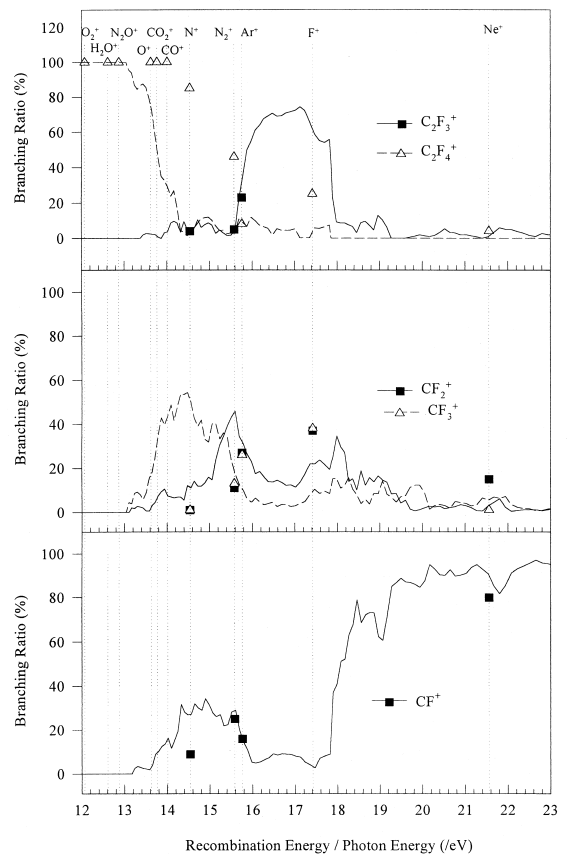 O₂⁺ N₂O⁺ CO₂⁺ N⁺ N₂⁺ Ar⁺ F⁺ Ne⁺
H₂O⁺ O⁺ CO⁺
100
80
60
40
20
0
Branching Ratio (%)
C₂F₃⁺
C₂F₄⁺
100
80
60
40
20
0
Branching Ratio (%)
CF₂⁺
CF₃⁺
100
80
60
40
20
0
Branching Ratio (%)
CF⁺
12 13 14 15 16 17 18 19 20 21 22 23
Recombination Energy / Photon Energy (/eV)